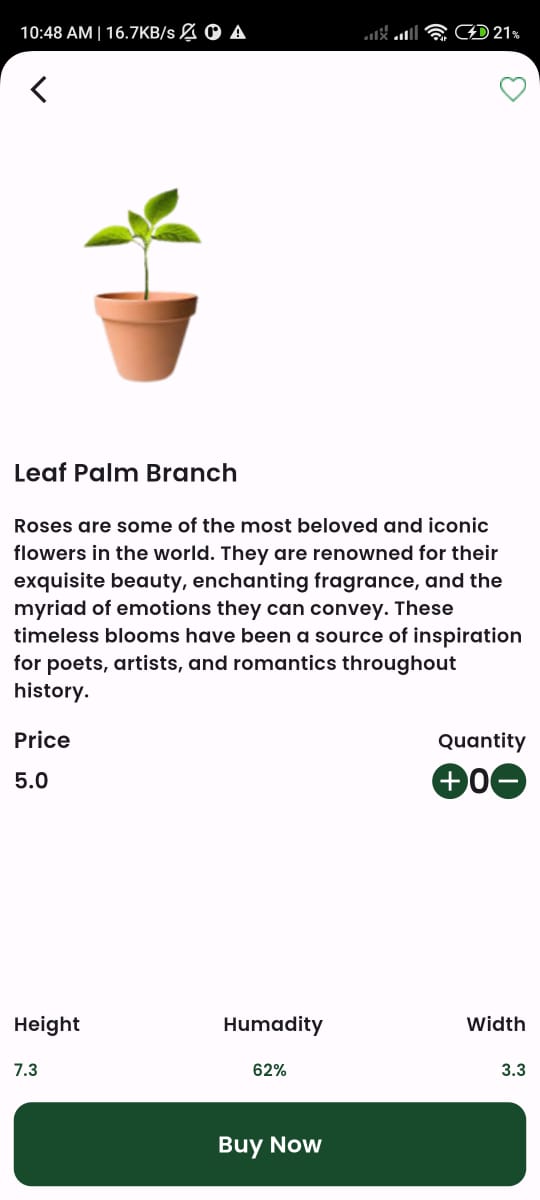 10:48 AM | 16.7KB/s 21%
Leaf Palm Branch
Roses are some of the most beloved and iconic
flowers in the world. They are renowned for their
exquisite beauty, enchanting fragrance, and the
myriad of emotions they can convey. These
timeless blooms have been a source of inspiration
for poets, artists, and romantics throughout
history.
Price Quantity
5.0 +0−
Height Humadity Width
7.3 62% 3.3
Buy Now